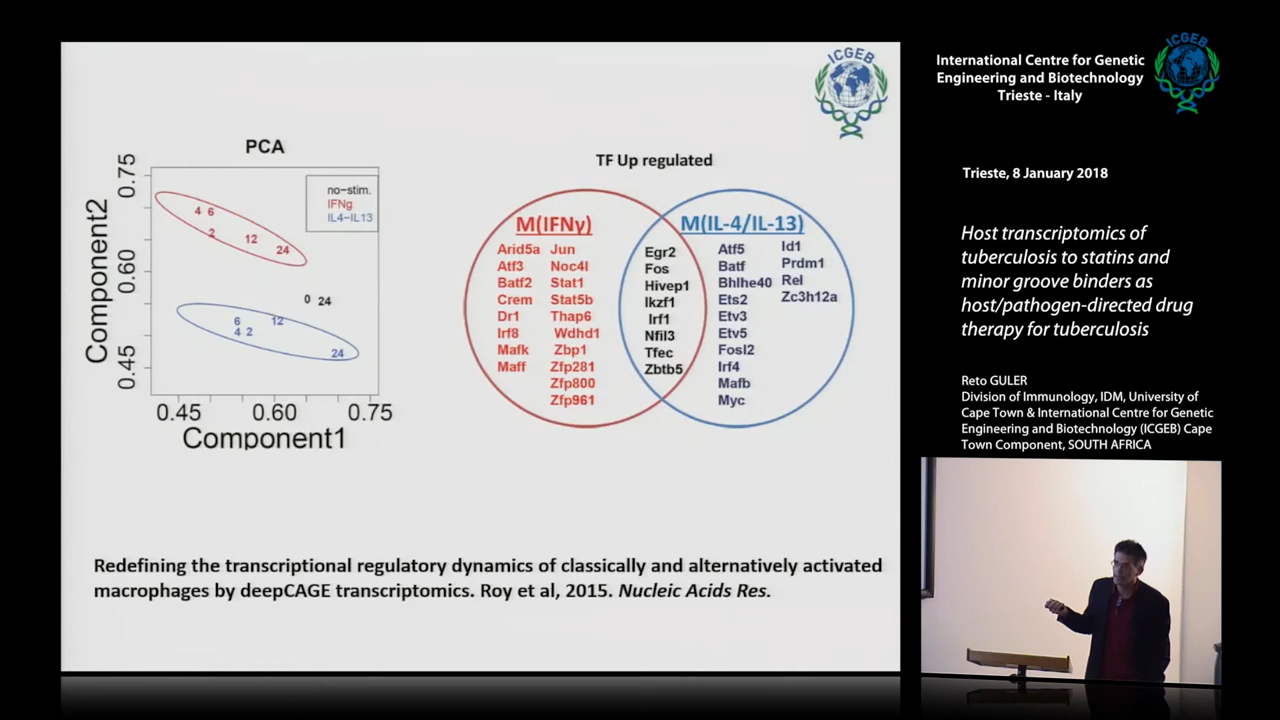 ICGEB
PCA
0.75
0.60
0.45
Component2
no-stim.
IFNg
IL4-IL13
4 6
2
12
24
0 24
6
12
4 2
24
0.45 0.60 0.75
Component1
TF Up regulated
M(IFNγ)
Arid5a Jun
Atf3 Noc4l
Batf2 Stat1
Crem Stat5b
Dr1 Thap6
Irf8 Wdhd1
Mafk Zbp1
Maff Zfp281
Zfp800
Zfp961
Egr2
Fos
Hivep1
Ikzf1
Irf1
Nfil3
Tfec
Zbtb5
M(IL-4/IL-13)
Atf5 Id1
Batf Prdm1
Bhlhe40 Rel
Ets2 Zc3h12a
Etv3
Etv5
Fosl2
Irf4
Mafb
Myc
Redefining the transcriptional regulatory dynamics of classically and alternatively activated
macrophages by deepCAGE transcriptomics. Roy et al, 2015. Nucleic Acids Res.
International Centre for Genetic
Engineering and Biotechnology
Trieste - Italy
ICGEB
Trieste, 8 January 2018
Host transcriptomics of
tuberculosis to statins and
minor groove binders as
host/pathogen-directed drug
therapy for tuberculosis
Reto GULER
Division of Immunology, IDM, University of
Cape Town & International Centre for Genetic
Engineering and Biotechnology (ICGEB) Cape
Town Component, SOUTH AFRICA